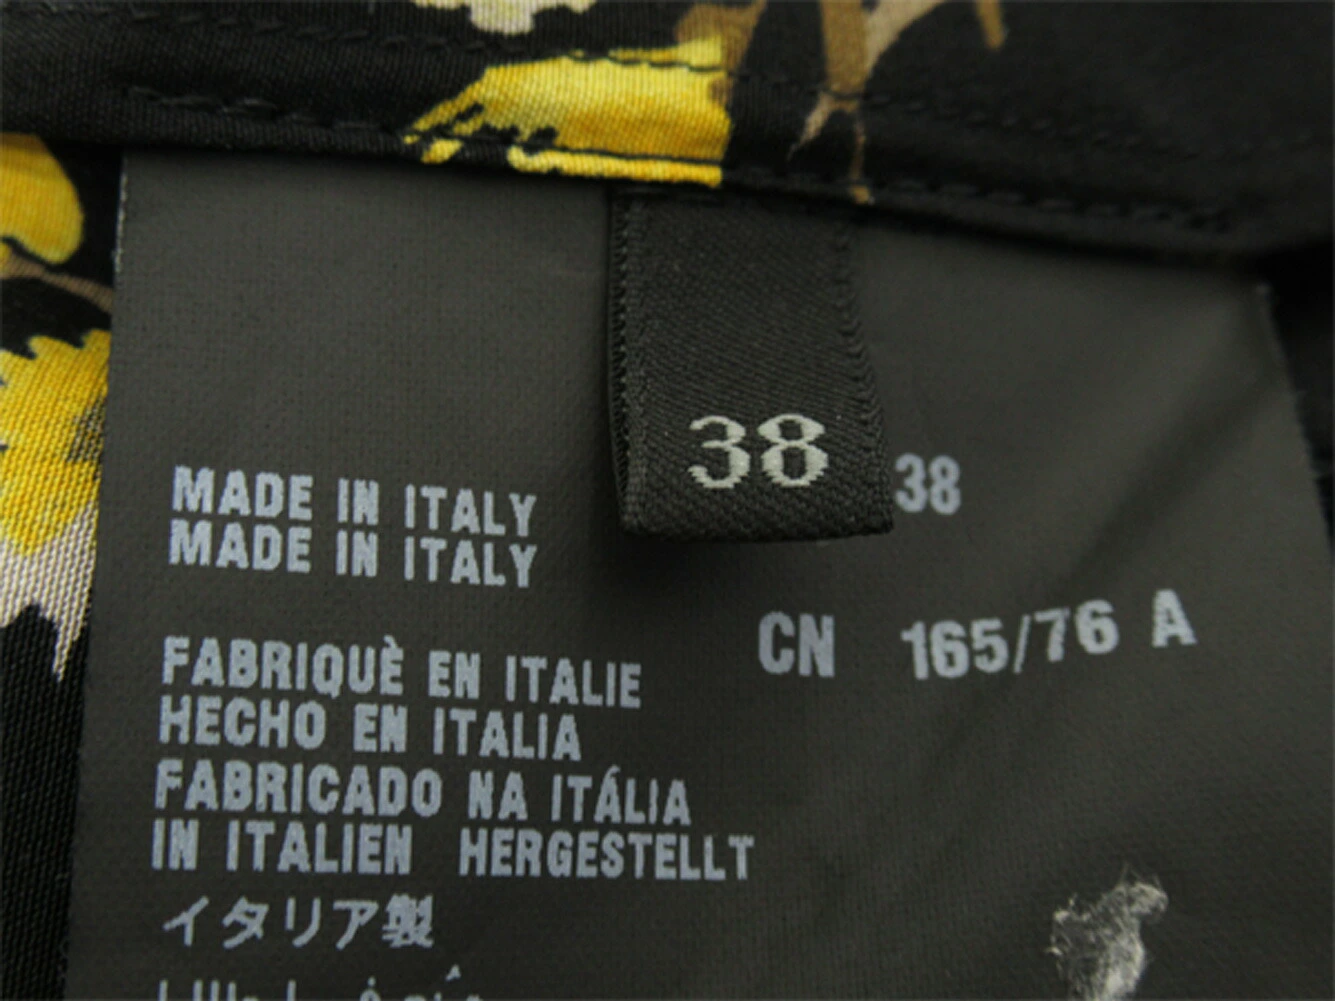 38
38
MADE IN ITALY
MADE IN ITALY
CN 165/76 A
FABRIQUÈ EN ITALIE
HECHO EN ITALIA
FABRICADO NA ITÁLIA
IN ITALIEN HERGESTELLT
イタリア製